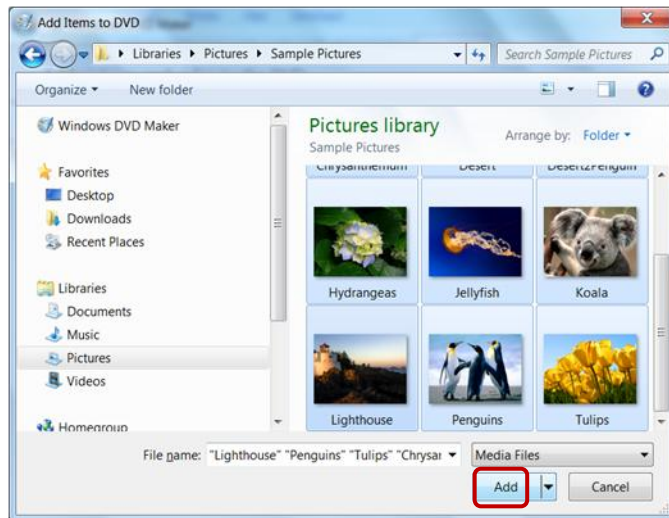 Add Items to DVD
Libraries Pictures Sample Pictures
Search Sample Pictures
Organize
New folder
Windows DVD Maker
Favorites
Desktop
Downloads
Recent Places
Libraries
Documents
Music
Pictures
Videos
Homegroup
Pictures library
Sample Pictures
Arrange by: Folder
Chrysanthemum Desert Desert2Penguin
Hydrangeas Jellyfish Koala
Lighthouse Penguins Tulips
File name: "Lighthouse" "Penguins" "Tulips" "Chrysar
Media Files
Add
Cancel